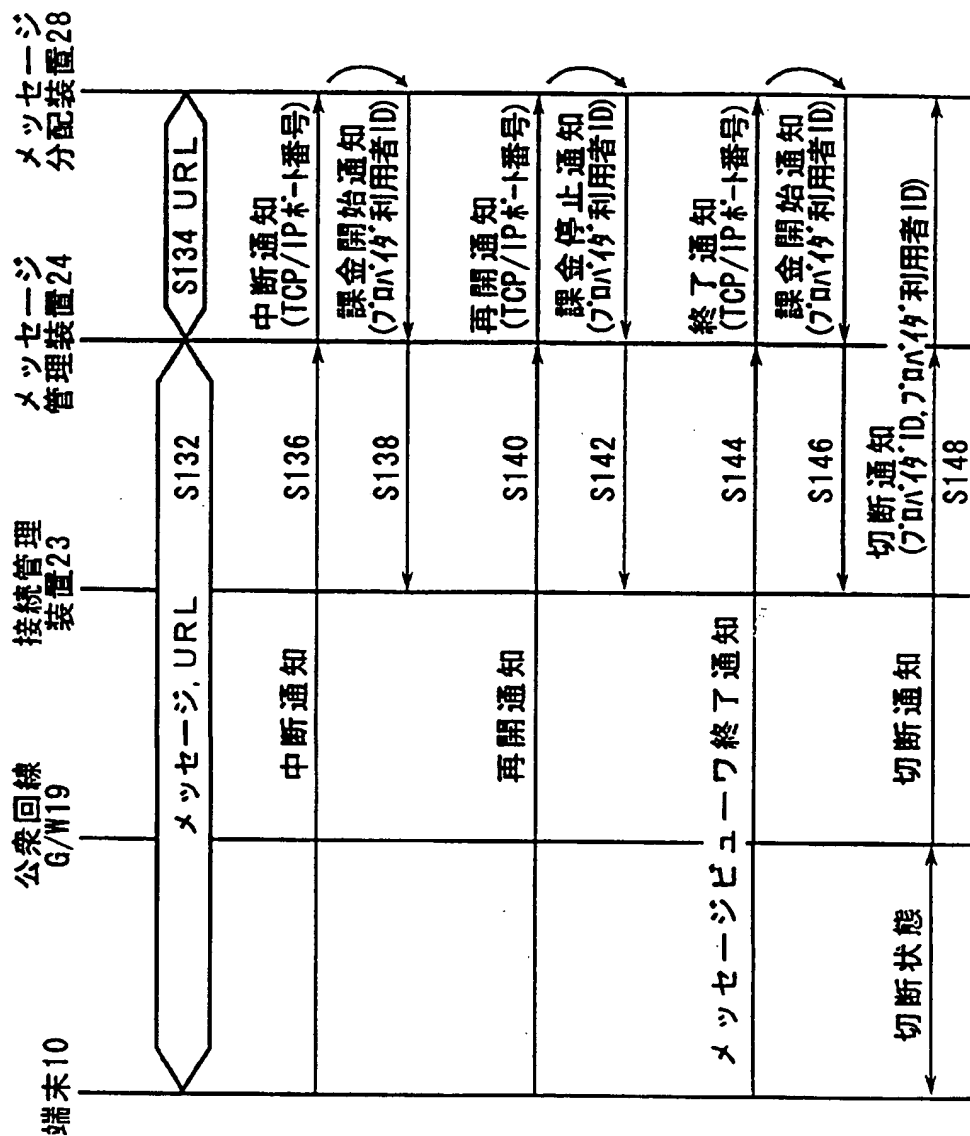 端末10
公衆回線
G/W19
接続管理
装置23
メッセージ
管理装置24
メッセージ
分配装置28
メッセージ, URL
S132
S134 URL
中断通知
S136
中断通知
(TCP/IPポート番号)
S138
課金開始通知
(プロバイダ利用者ID)
再開通知
S140
再開通知
(TCP/IPポート番号)
S142
課金停止通知
(プロバイダ利用者ID)
メッセージビューワ終了通知
S144
終了通知
(TCP/IPポート番号)
S146
課金開始通知
(プロバイダ利用者ID)
切断状態
切断通知
切断通知
(プロバイダID,プロバイダ利用者ID)
S148